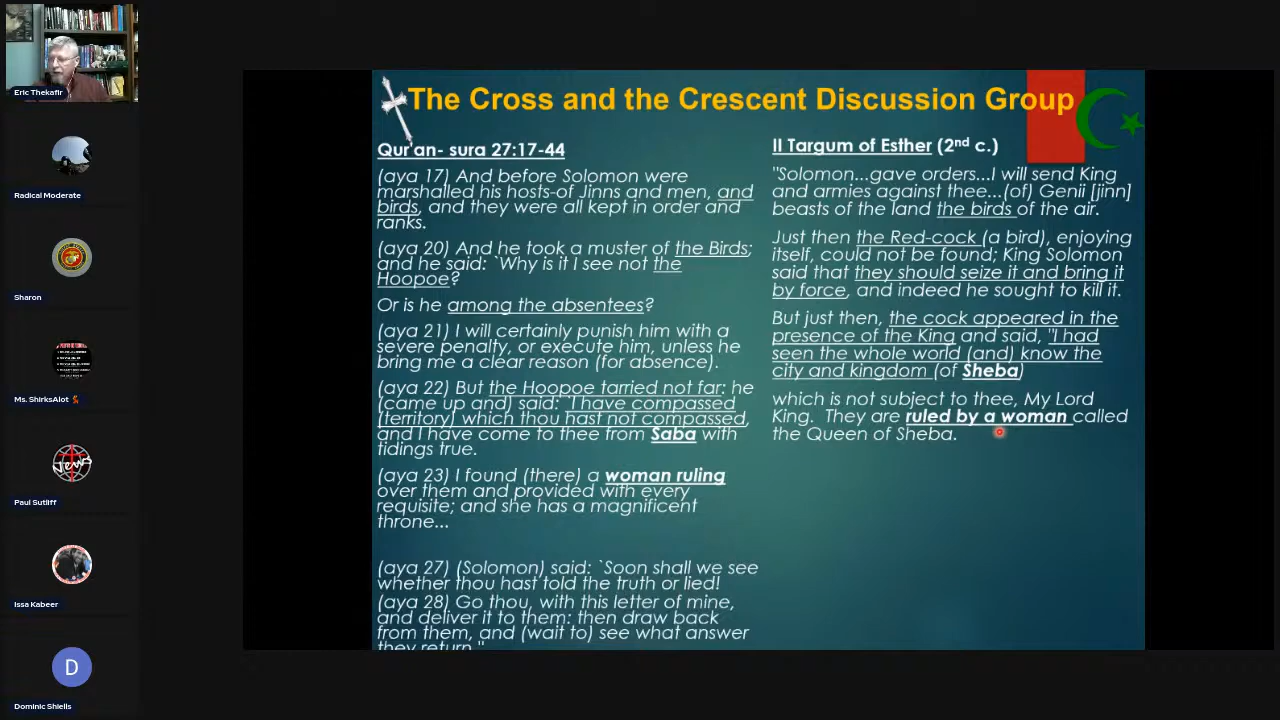 Eric Thekafir
Radical Moderate
Sharon
Ms. ShirksAlot
Paul Sutliff
News
Issa Kabeer
D
Dominic Shiells
The Cross and the Crescent Discussion Group
Qur'an- sura 27:17-44
(aya 17) And before Solomon were
marshalled his hosts-of Jinns and men, and
birds, and they were all kept in order and
ranks.
(aya 20) And he took a muster of the Birds;
and he said: `Why is it I see not the
Hoopoe?
Or is he among the absentees?
(aya 21) I will certainly punish him with a
severe penalty, or execute him, unless he
bring me a clear reason (for absence).
(aya 22) But the Hoopoe tarried not far: he
(came up and) said: `I have compassed
(territory) which thou hast not compassed,
and I have come to thee from Saba with
tidings true.
(aya 23) I found (there) a woman ruling
over them and provided with every
requisite; and she has a magnificent
throne...
(aya 27) (Solomon) said: `Soon shall we see
whether thou hast told the truth or lied!
(aya 28) Go thou, with this letter of mine,
and deliver it to them: then draw back
from them, and (wait to) see what answer
they return."
II Targum of Esther (2nd c.)
"Solomon...gave orders...I will send King
and armies against thee...(of) Genii [jinn]
beasts of the land the birds of the air.
Just then the Red-cock (a bird), enjoying
itself, could not be found; King Solomon
said that they should seize it and bring it
by force, and indeed he sought to kill it.
But just then, the cock appeared in the
presence of the King and said, "I had
seen the whole world (and) know the
city and kingdom (of Sheba)
which is not subject to thee, My Lord
King. They are ruled by a woman called
the Queen of Sheba.